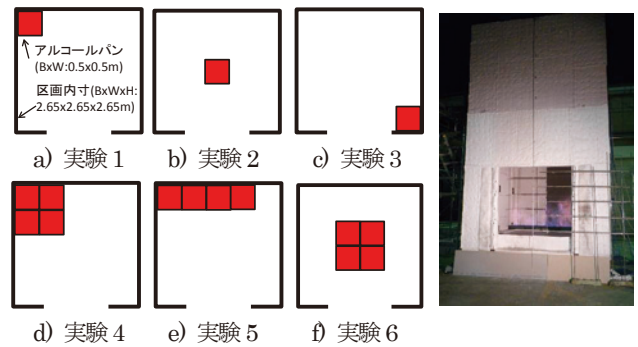 アルコールパン
(BxW:0.5x0.5m)
区画内寸(BxWxH:
2.65x2.65x2.65m)
a) 実験1
b) 実験2
c) 実験3
d) 実験4
e) 実験5
f) 実験6